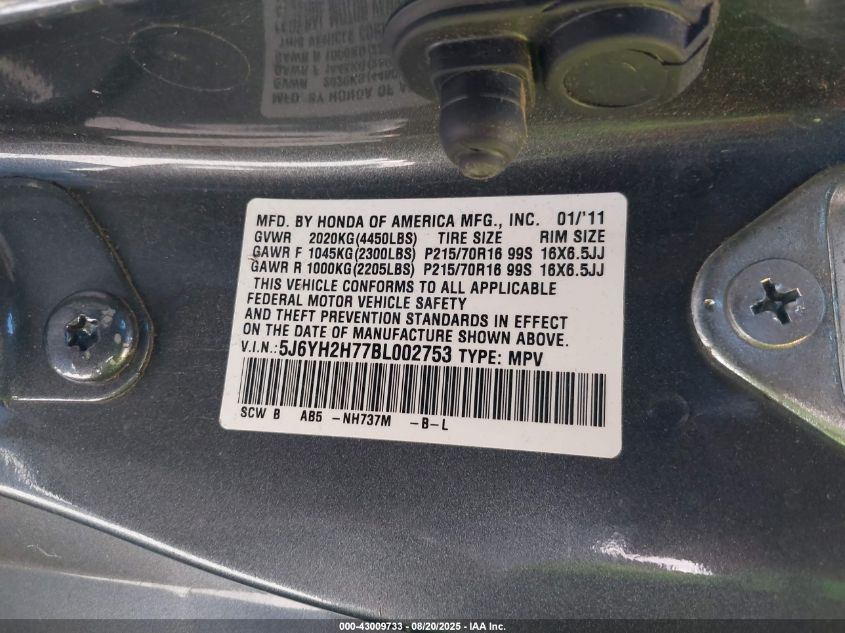 MFD. BY HONDA OF AMERICA MFG., INC. 01/'11
GVWR 2020KG(4450LBS) TIRE SIZE RIM SIZE
GAWR F 1045KG(2300LBS) P215/70R16 99S 16X6.5JJ
GAWR R 1000KG(2205LBS) P215/70R16 99S 16X6.5JJ
THIS VEHICLE CONFORMS TO ALL APPLICABLE
FEDERAL MOTOR VEHICLE SAFETY
AND THEFT PREVENTION STANDARDS IN EFFECT
ON THE DATE OF MANUFACTURE SHOWN ABOVE.
V.I.N.:5J6YH2H77BL002753 TYPE: MPV
SCW B AB5 -NH737M -B-L
000-43009733 - 08/20/2025 - IAA Inc.